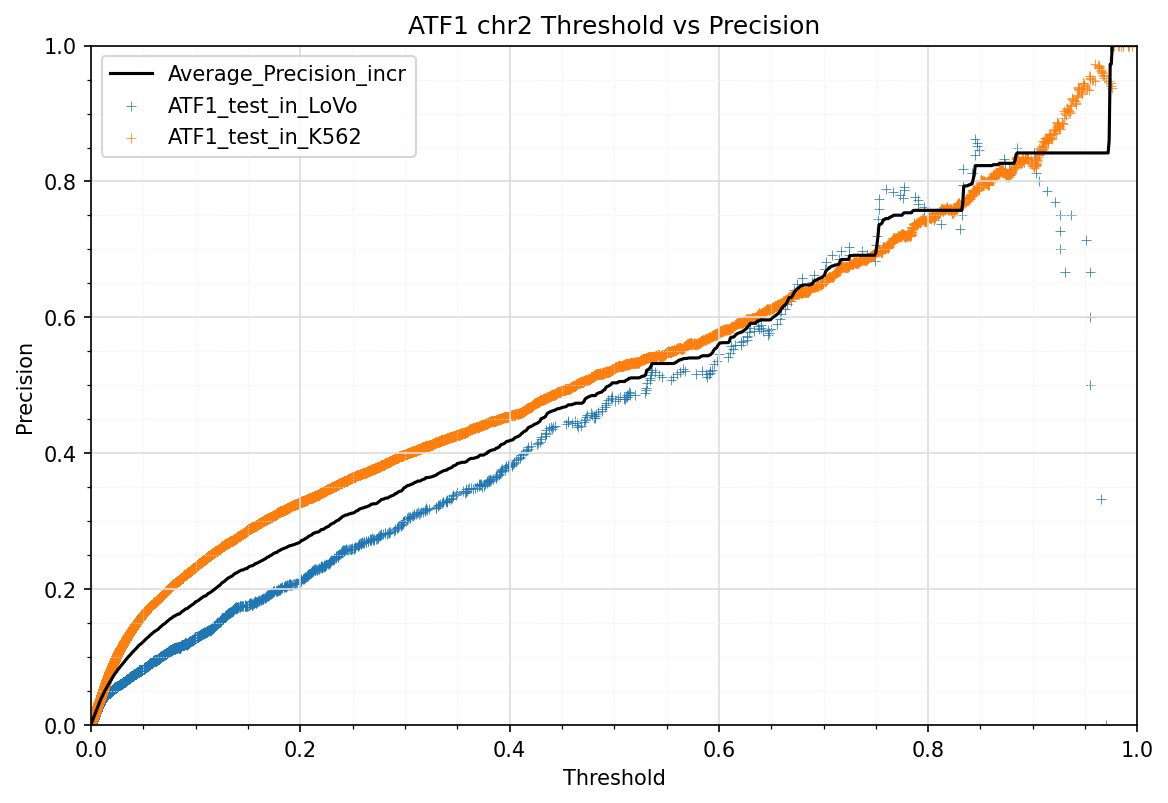 ATF1 chr2 Threshold vs Precision
Average_Precision_incr
ATF1_test_in_LoVo
ATF1_test_in_K562
1.0
0.8
0.6
0.4
0.2
0.0
Precision
0.0 0.2 0.4 0.6 0.8 1.0
Threshold